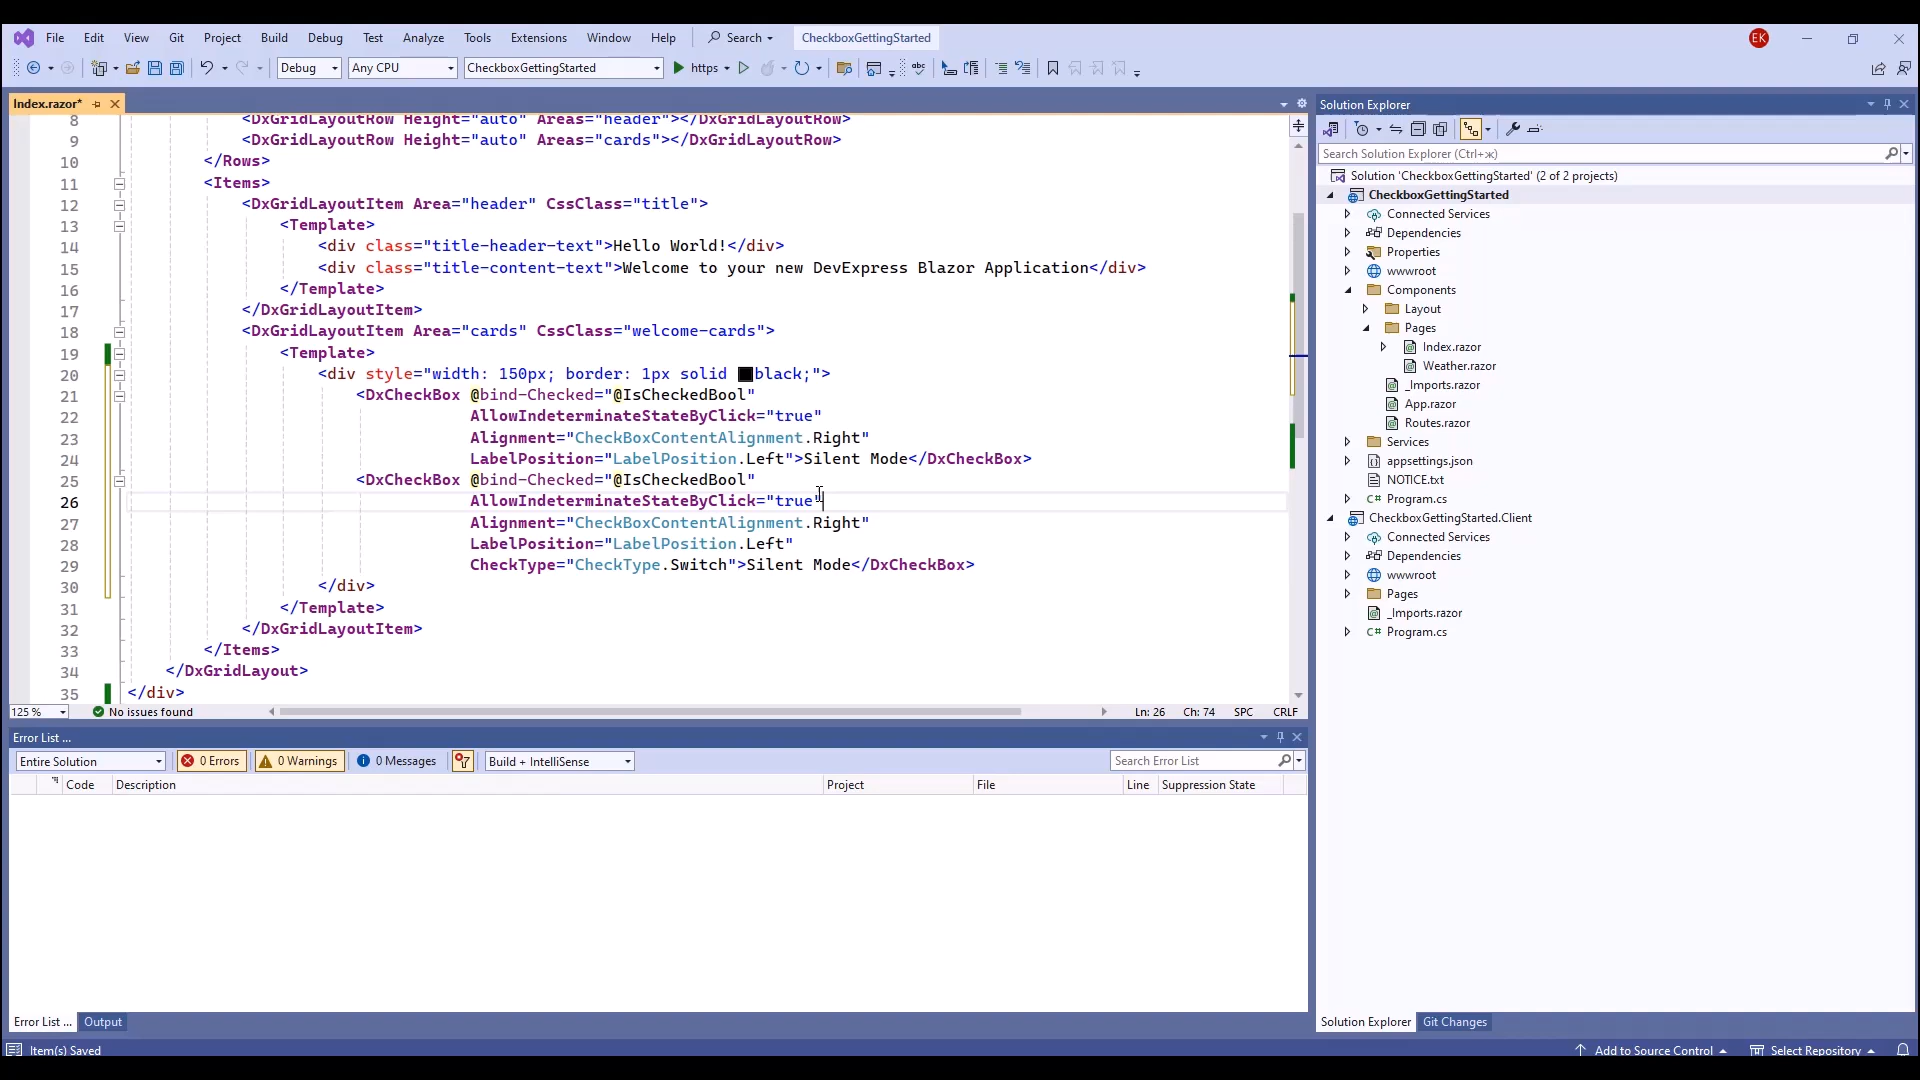 File Edit View Git Project Build Debug Test Analyze Tools Extensions Window Help Search CheckboxGettingStarted EK
Debug Any CPU CheckboxGettingStarted https
Index.razor*
8 <DxGridLayoutRow Height="auto" Areas="header"></DxGridLayoutRow>
9 <DxGridLayoutRow Height="auto" Areas="cards"></DxGridLayoutRow>
10 </Rows>
11 <Items>
12 <DxGridLayoutItem Area="header" CssClass="title">
13 <Template>
14 <div class="title-header-text">Hello World!</div>
15 <div class="title-content-text">Welcome to your new DevExpress Blazor Application</div>
16 </Template>
17 </DxGridLayoutItem>
18 <DxGridLayoutItem Area="cards" CssClass="welcome-cards">
19 <Template>
20 <div style="width: 150px; border: 1px solid black;">
21 <DxCheckBox @bind-Checked="@IsCheckedBool"
22 AllowIndeterminateStateByClick="true"
23 Alignment="CheckBoxContentAlignment.Right"
24 LabelPosition="LabelPosition.Left">Silent Mode</DxCheckBox>
25 <DxCheckBox @bind-Checked="@IsCheckedBool"
26 AllowIndeterminateStateByClick="true"
27 Alignment="CheckBoxContentAlignment.Right"
28 LabelPosition="LabelPosition.Left"
29 CheckType="CheckType.Switch">Silent Mode</DxCheckBox>
30 </div>
31 </Template>
32 </DxGridLayoutItem>
33 </Items>
34 </DxGridLayout>
35 </div>
125 % No issues found Ln: 26 Ch: 74 SPC CRLF
Error List ...
Entire Solution 0 Errors 0 Warnings 0 Messages Build + IntelliSense Search Error List
Code Description Project File Line Suppression State
Error List ... Output
Solution Explorer
Search Solution Explorer (Ctrl+ж)
Solution 'CheckboxGettingStarted' (2 of 2 projects)
CheckboxGettingStarted
Connected Services
Dependencies
Properties
wwwroot
Components
Layout
Pages
Index.razor
Weather.razor
_Imports.razor
App.razor
Routes.razor
Services
appsettings.json
NOTICE.txt
C# Program.cs
CheckboxGettingStarted.Client
Connected Services
Dependencies
wwwroot
Pages
_Imports.razor
C# Program.cs
Solution Explorer Git Changes
Item(s) Saved Add to Source Control Select Repository